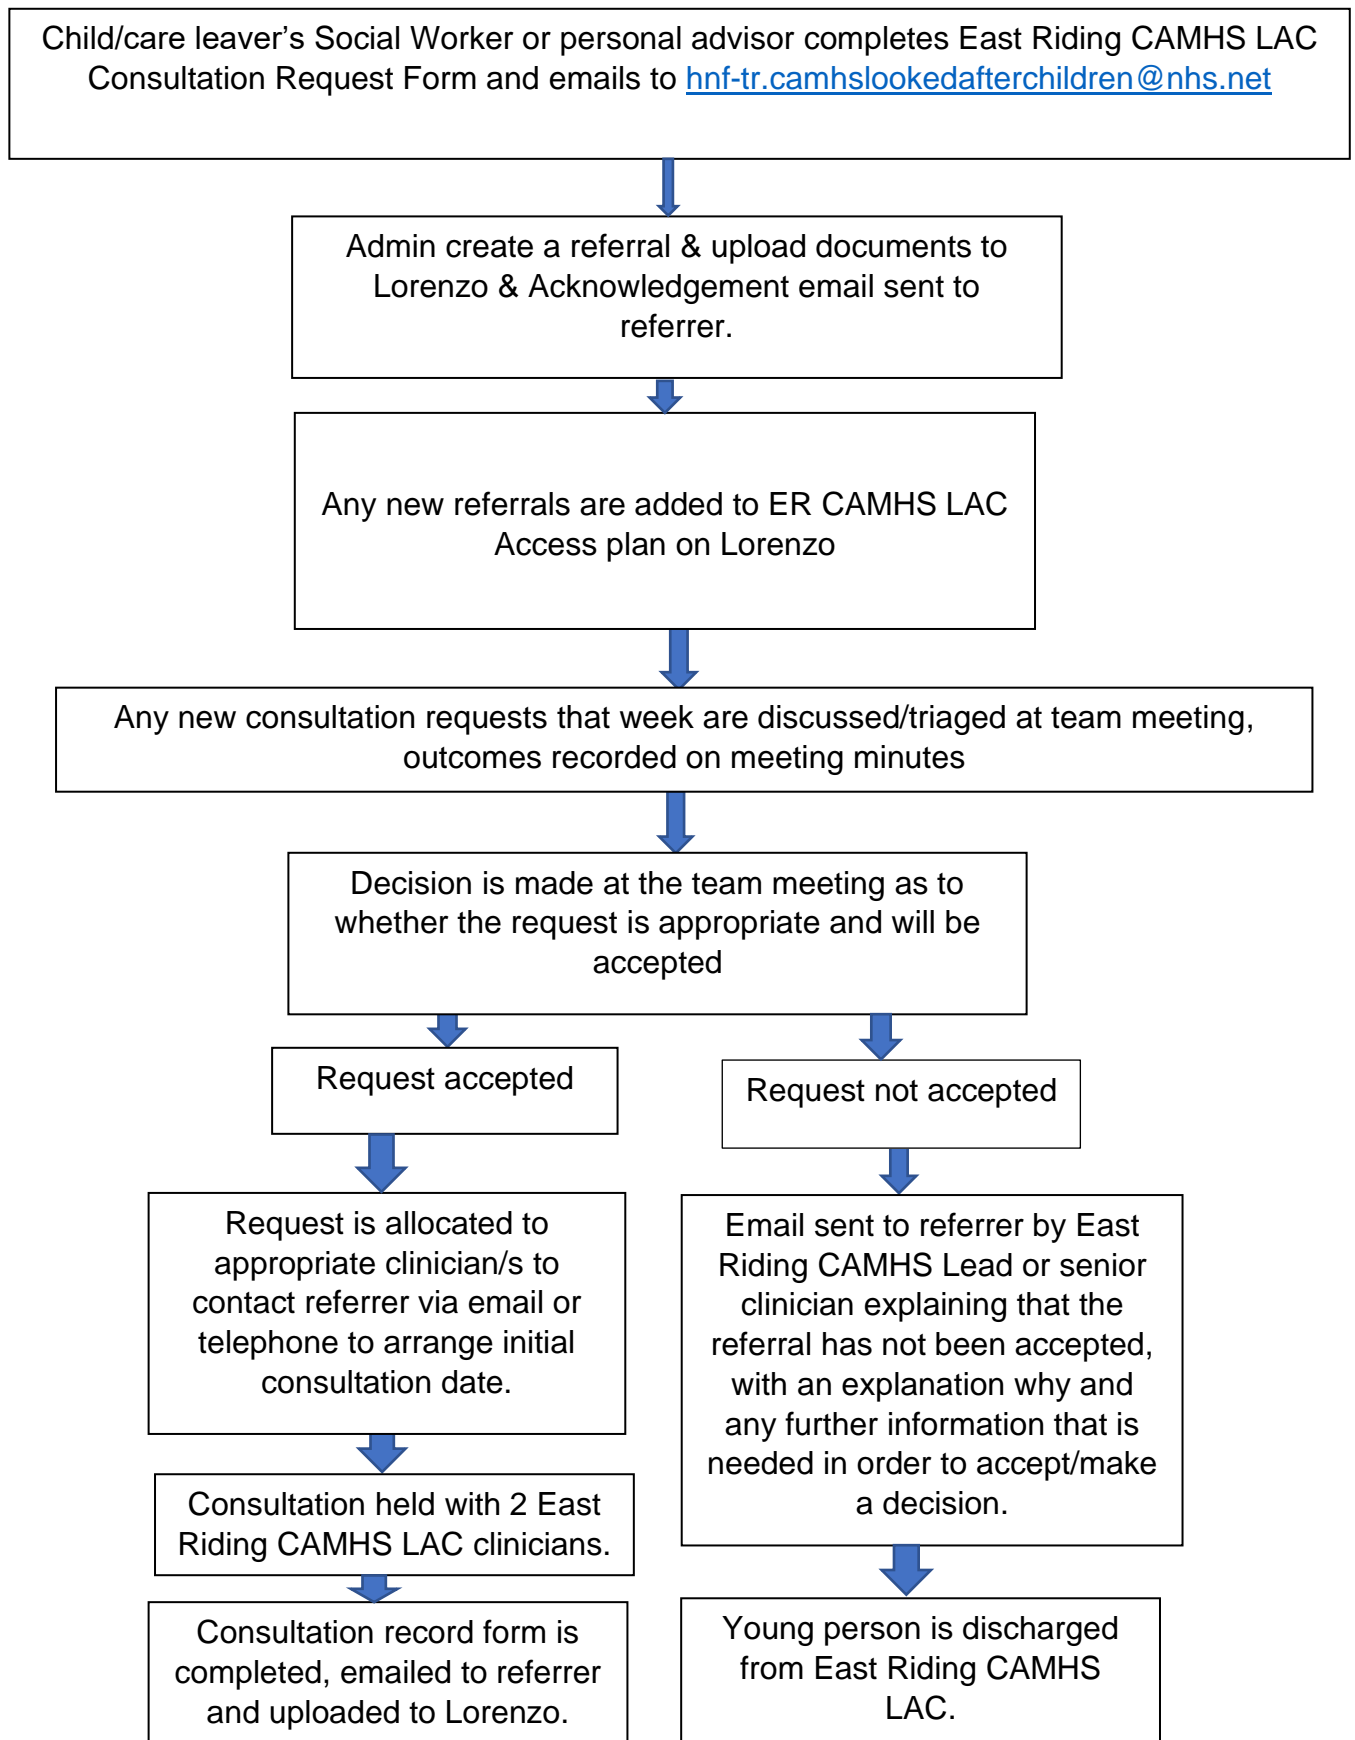 Child/care leaver's Social Worker or personal advisor completes East Riding CAMHS LAC
Consultation Request Form and emails to hnf-tr.camhslookedafterchildren@nhs.net
Admin create a referral & upload documents to
Lorenzo & Acknowledgement email sent to
referrer.
Any new referrals are added to ER CAMHS LAC
Access plan on Lorenzo
Any new consultation requests that week are discussed/triaged at team meeting,
outcomes recorded on meeting minutes
Decision is made at the team meeting as to
whether the request is appropriate and will be
accepted
Request accepted
Request is allocated to
appropriate clinician/s to
contact referrer via email or
telephone to arrange initial
consultation date.
Consultation held with 2 East
Riding CAMHS LAC clinicians.
Consultation record form is
completed, emailed to referrer
and uploaded to Lorenzo.
Request not accepted
Email sent to referrer by East
Riding CAMHS Lead or senior
clinician explaining that the
referral has not been accepted,
with an explanation why and
any further information that is
needed in order to accept/make
a decision.
Young person is discharged
from East Riding CAMHS
LAC.